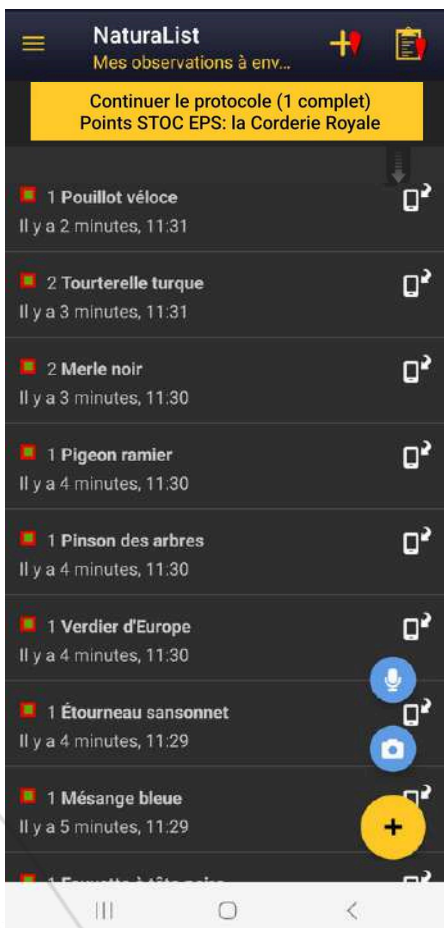 NaturaList
Mes observations à env...
Continuer le protocole (1 complet)
Points STOC EPS: la Corderie Royale
1 Pouillot véloce
Il y a 2 minutes, 11:31
2 Tourterelle turque
Il y a 3 minutes, 11:31
2 Merle noir
Il y a 3 minutes, 11:30
1 Pigeon ramier
Il y a 4 minutes, 11:30
1 Pinson des arbres
Il y a 4 minutes, 11:30
1 Verdier d'Europe
Il y a 4 minutes, 11:30
1 Étourneau sansonnet
Il y a 4 minutes, 11:29
1 Mésange bleue
Il y a 5 minutes, 11:29